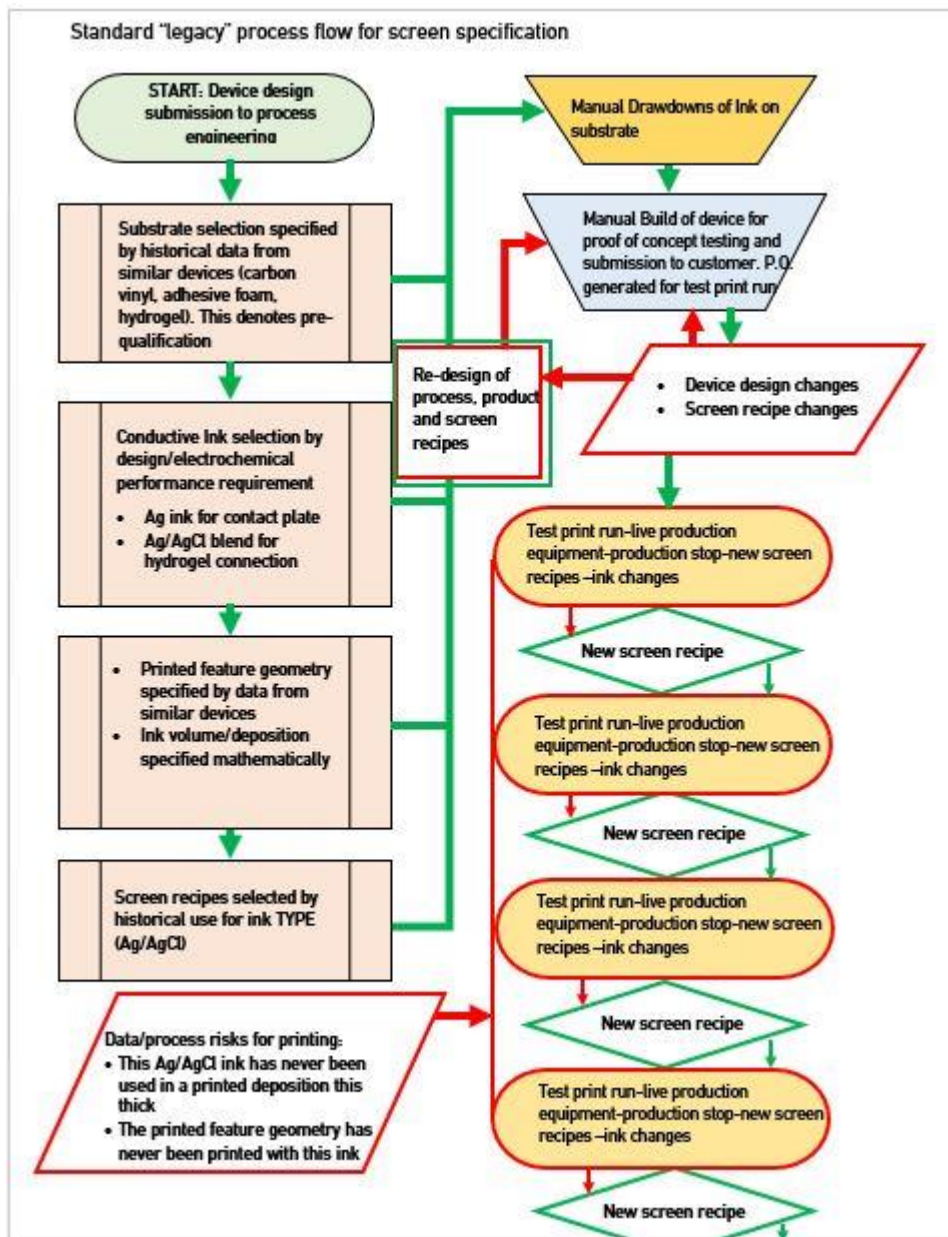 Standard “legacy” process flow for screen specification
START: Device design
submission to process
engineering
Substrate selection specified
by historical data from
similar devices (carbon
vinyl, adhesive foam,
hydrogel). This denotes pre-
qualification
Conductive Ink selection by
design/electrochemical
performance requirement
• Ag ink for contact plate
• Ag/AgCl blend for
hydrogel connection
• Printed feature geometry
specified by data from
similar devices
• Ink volume/deposition
specified mathematically
Screen recipes selected by
historical use for ink TYPE
(Ag/AgCl)
Data/process risks for printing:
• This Ag/AgCl ink has never been
used in a printed deposition this
thick
• The printed feature geometry has
never been printed with this ink
Manual Drawdowns of Ink on
substrate
Manual Build of device for
proof of concept testing and
submission to customer. P.O.
generated for test print run
Re-design of
process, product
and screen
recipes
• Device design changes
• Screen recipe changes
Test print run-live production
equipment-production stop-new screen
recipes –ink changes
New screen recipe
Test print run-live production
equipment-production stop-new screen
recipes –ink changes
New screen recipe
Test print run-live production
equipment-production stop-new screen
recipes –ink changes
New screen recipe
Test print run-live production
equipment-production stop-new screen
recipes –ink changes
New screen recipe